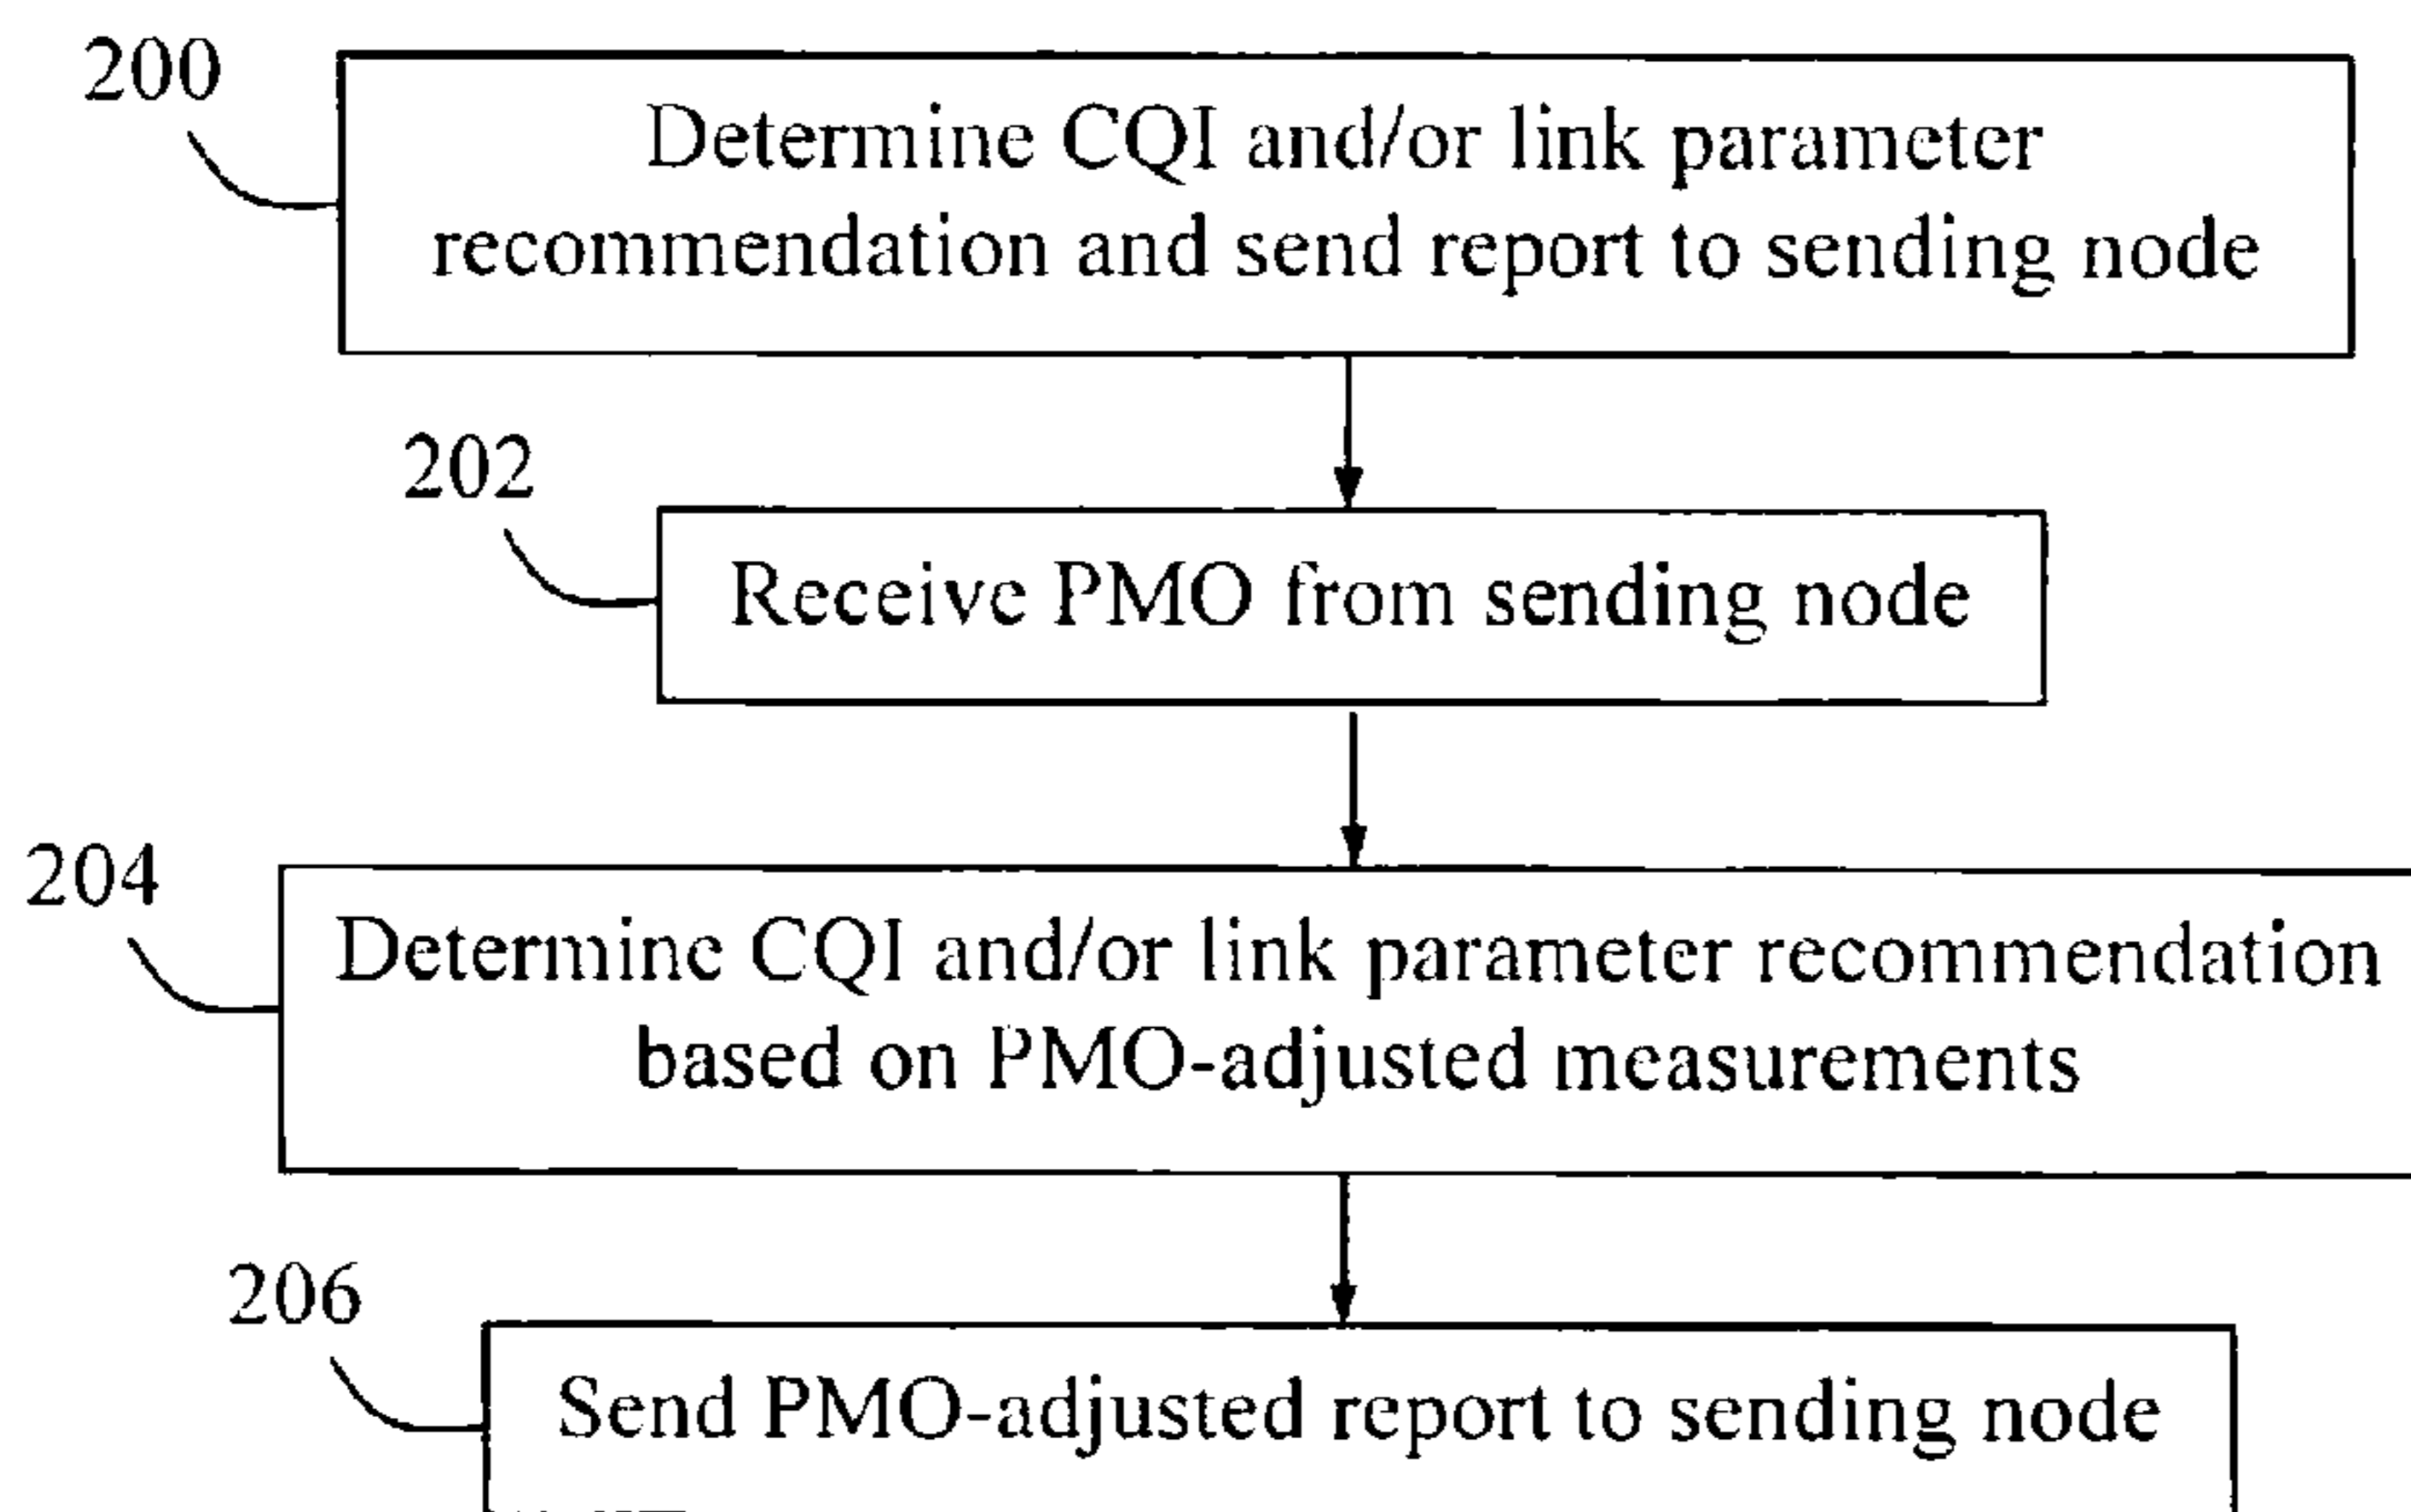 200
Determine CQI and/or link parameter
recommendation and send report to sending node
202
Receive PMO from sending node
204
Determine CQI and/or link parameter recommendation
based on PMO-adjusted measurements
206
Send PMO-adjusted report to sending node